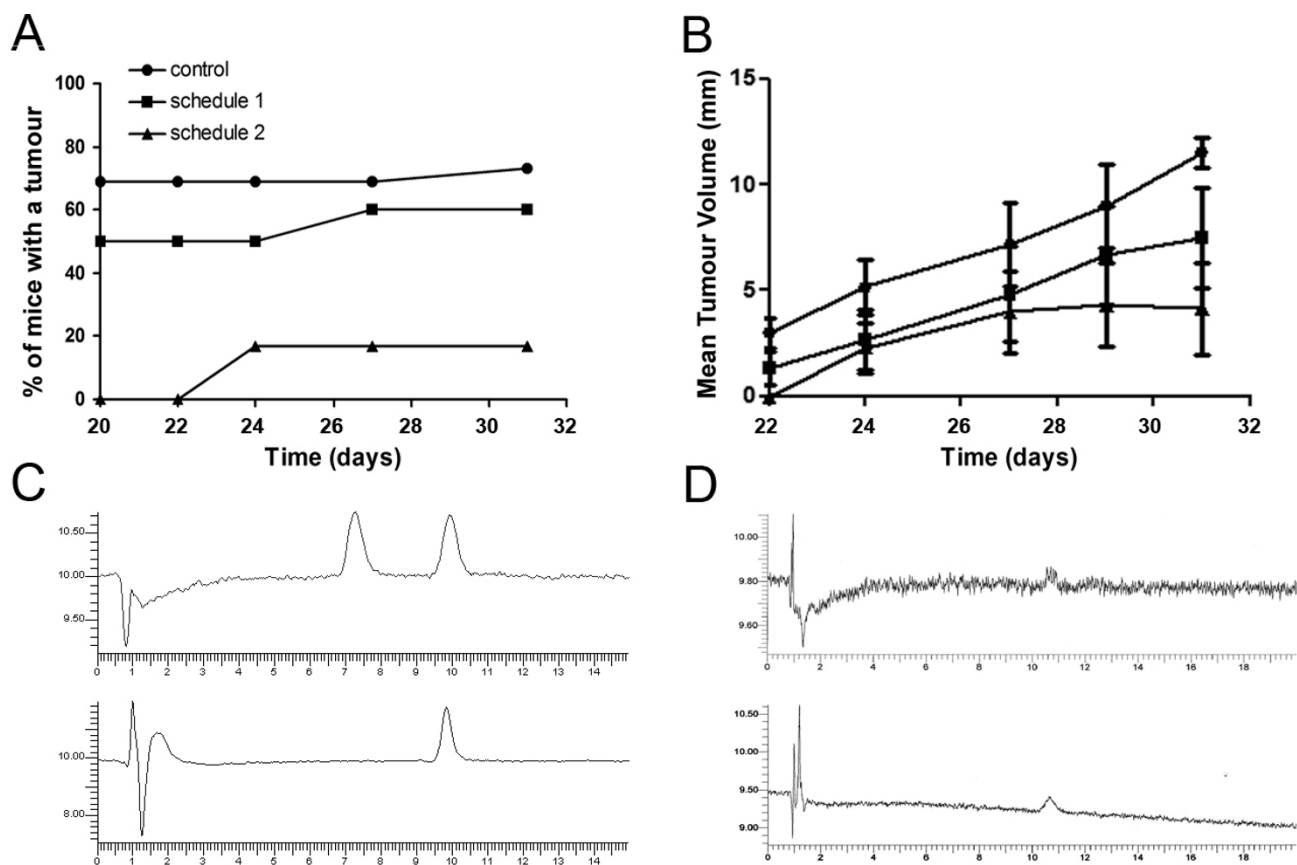 A
100
80
60
40
20
0
% of mice with a tumour
control
schedule 1
schedule 2
20 22 24 26 28 30 32
Time (days)
B
15
10
5
0
Mean Tumour Volume (mm)
22 24 26 28 30 32
Time (days)
C
10.50
10.00
9.50
0 1 2 3 4 5 6 7 8 9 10 11 12 13 14
10.00
8.00
0 1 2 3 4 5 6 7 8 9 10 11 12 13 14
D
10.00
9.80
9.60
0 2 4 6 8 10 12 14 16 18
10.50
10.00
9.50
9.00
0 2 4 6 8 10 12 14 16 18